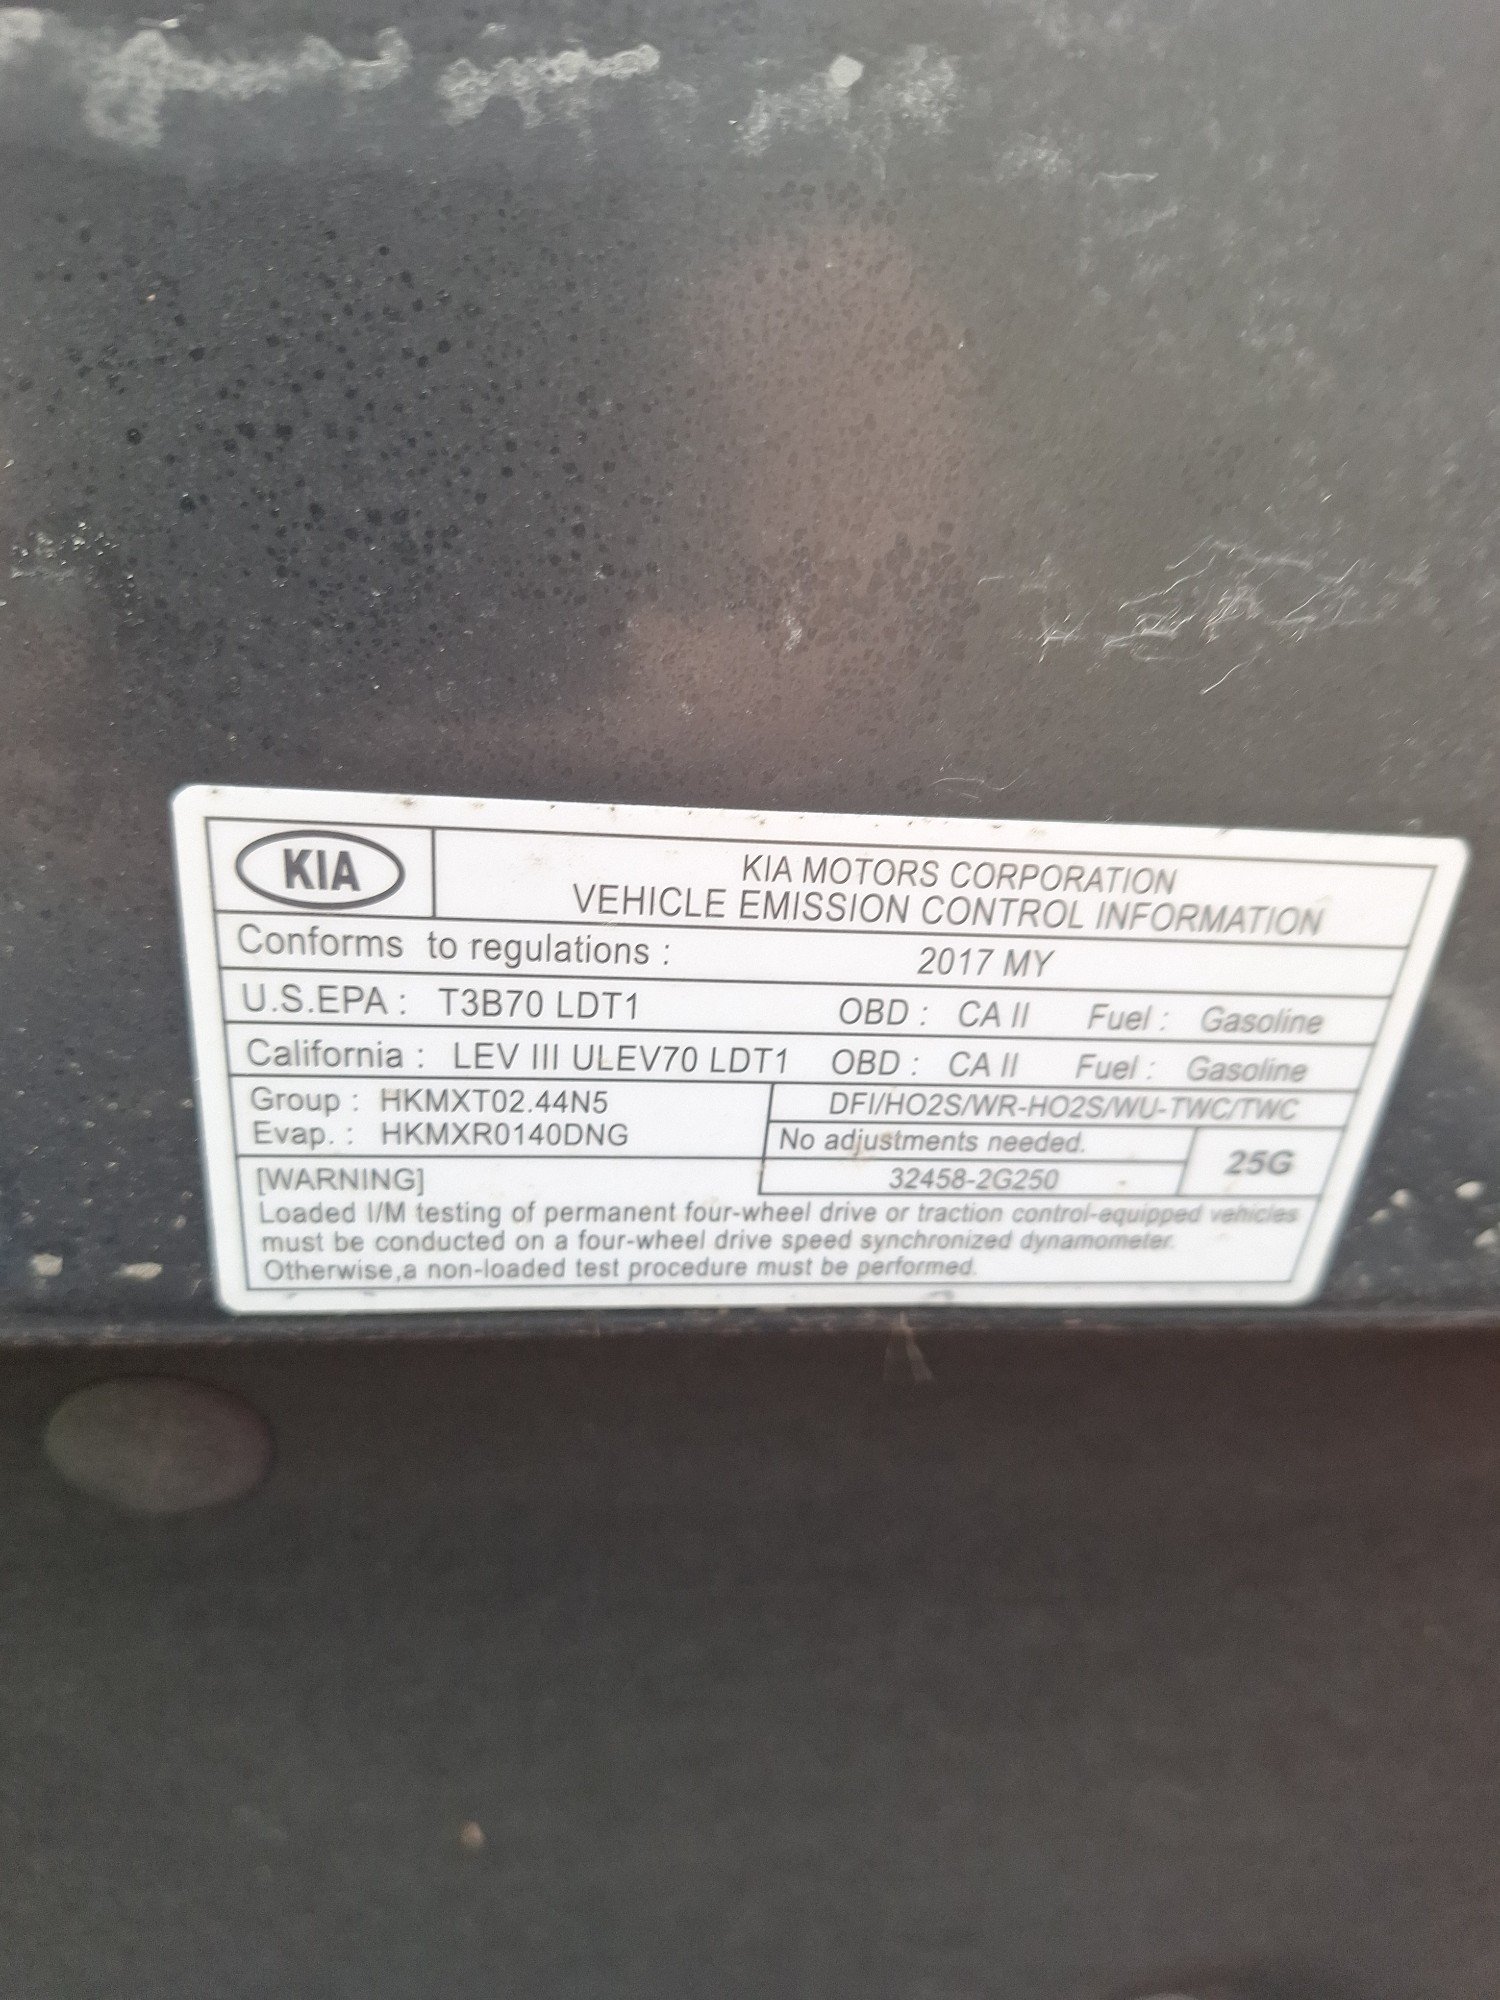 KIA
KIA MOTORS CORPORATION
VEHICLE EMISSION CONTROL INFORMATION
Conforms to regulations : 2017 MY
U.S.EPA : T3B70 LDT1 OBD : CA II Fuel : Gasoline
California : LEV III ULEV70 LDT1 OBD : CA II Fuel : Gasoline
Group : HKMXT02.44N5
Evap. : HKMXR0140DNG
DFI/HO2S/WR-HO2S/WU-TWC/TWC
No adjustments needed.
32458-2G250
25G
[WARNING]
Loaded I/M testing of permanent four-wheel drive or traction control-equipped vehicles
must be conducted on a four-wheel drive speed synchronized dynamometer.
Otherwise,a non-loaded test procedure must be performed.